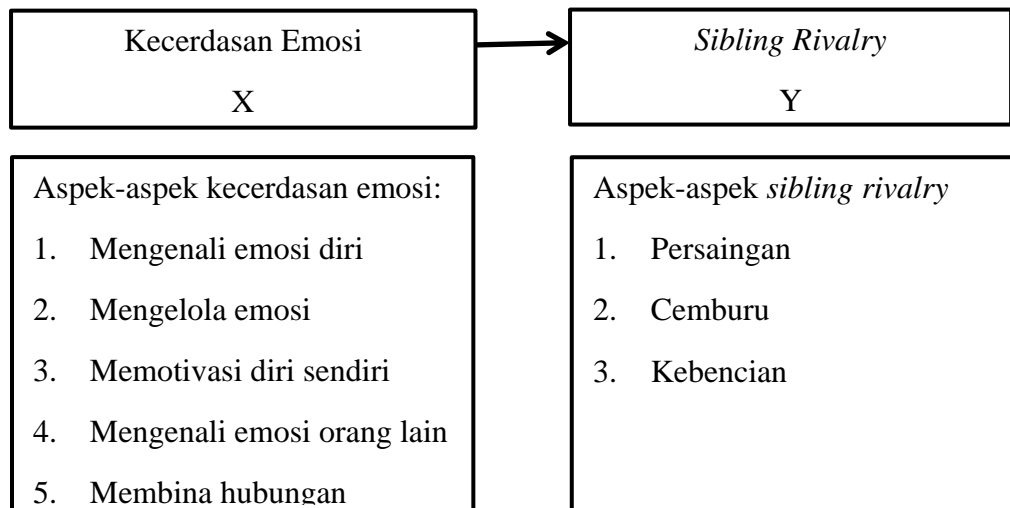 Kecerdasan Emosi
X
Sibling Rivalry
Y
Aspek-aspek kecerdasan emosi:
1. Mengenali emosi diri
2. Mengelola emosi
3. Memotivasi diri sendiri
4. Mengenali emosi orang lain
5. Membina hubungan
Aspek-aspek sibling rivalry
1. Persaingan
2. Cemburu
3. Kebencian